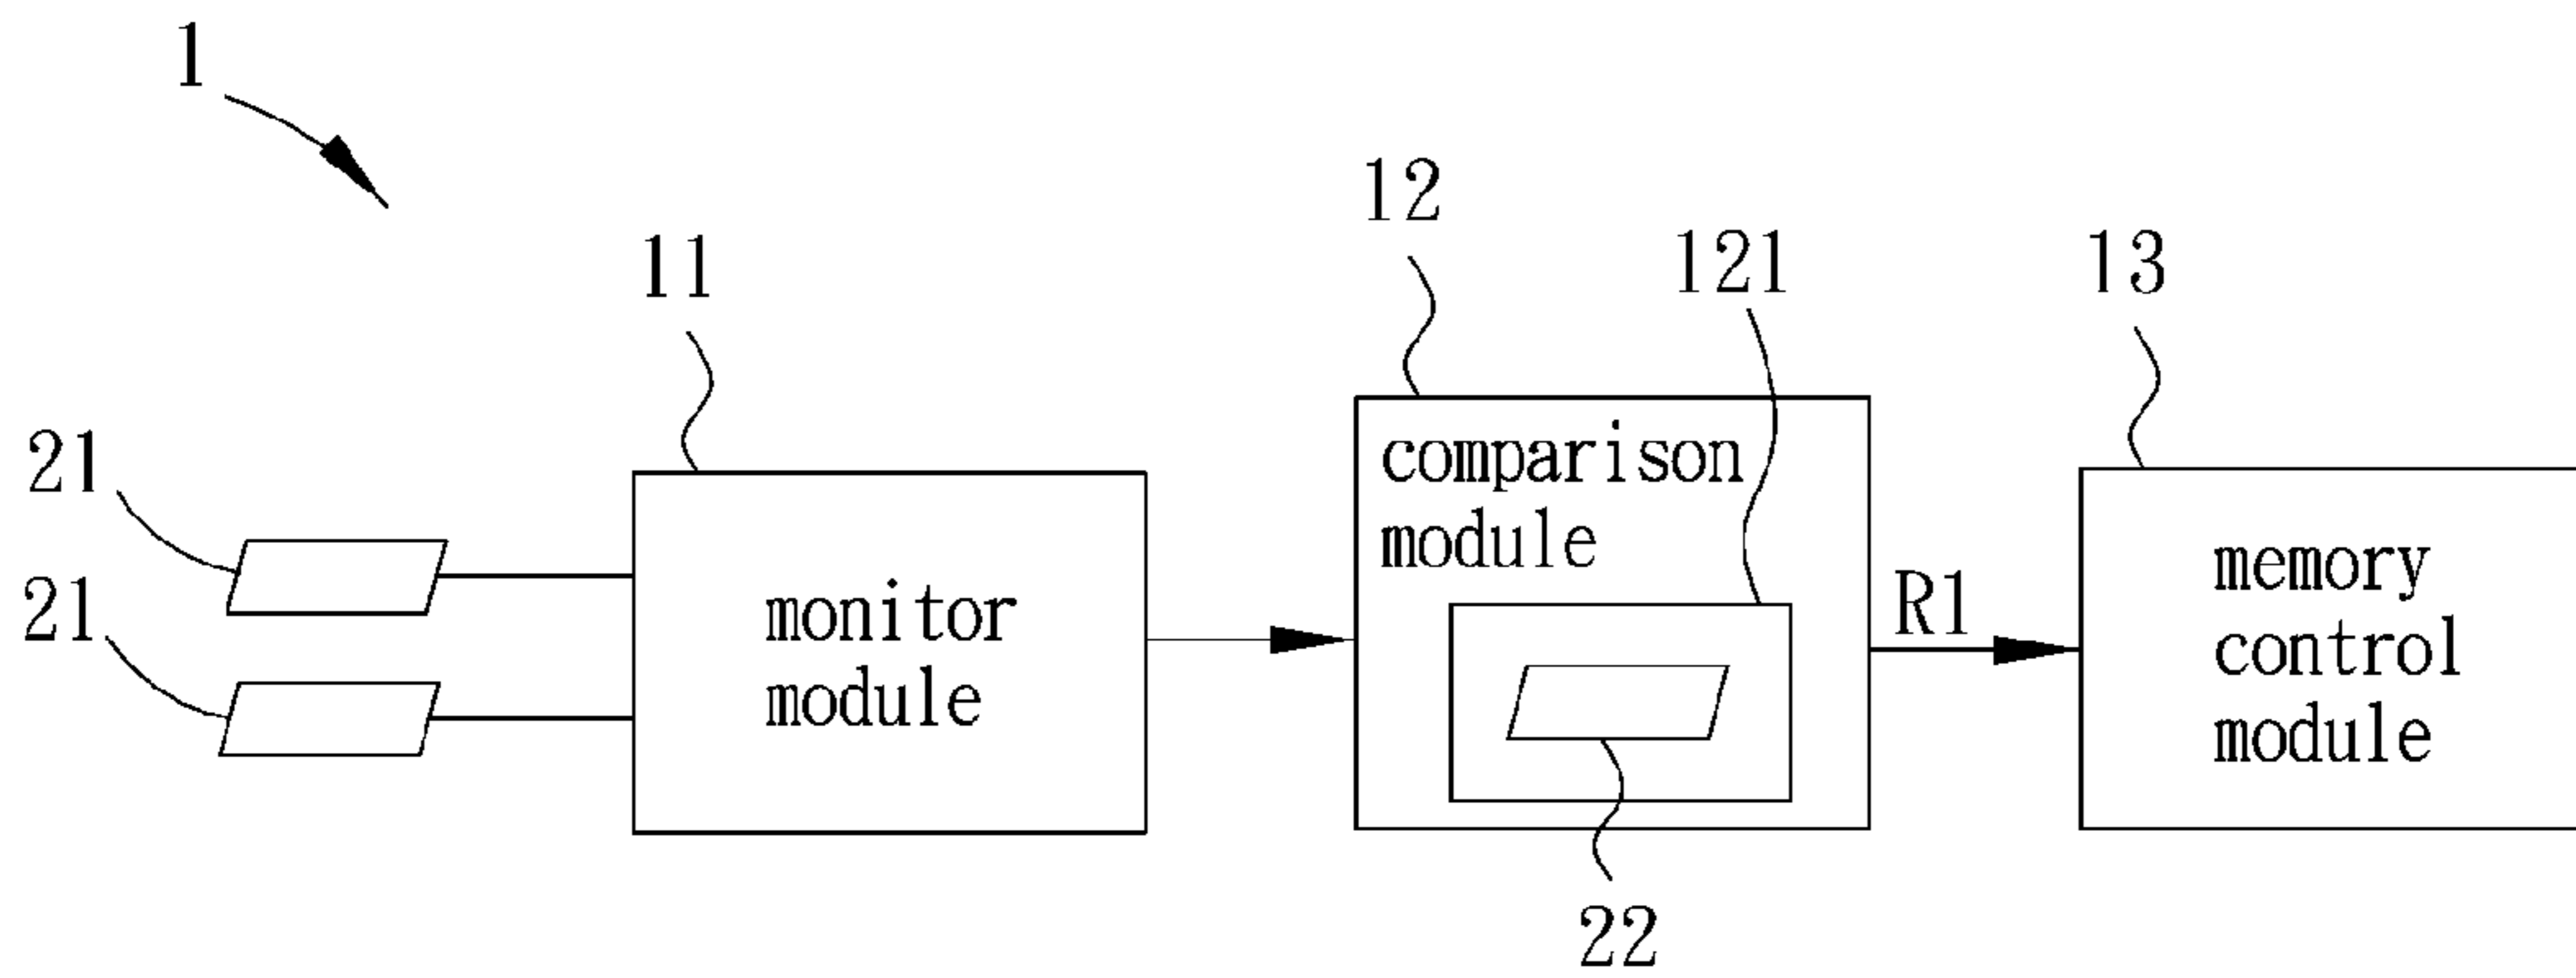 1
12
121
13
11
21
21
comparison
module
monitor
module
R1
memory
control
module
22